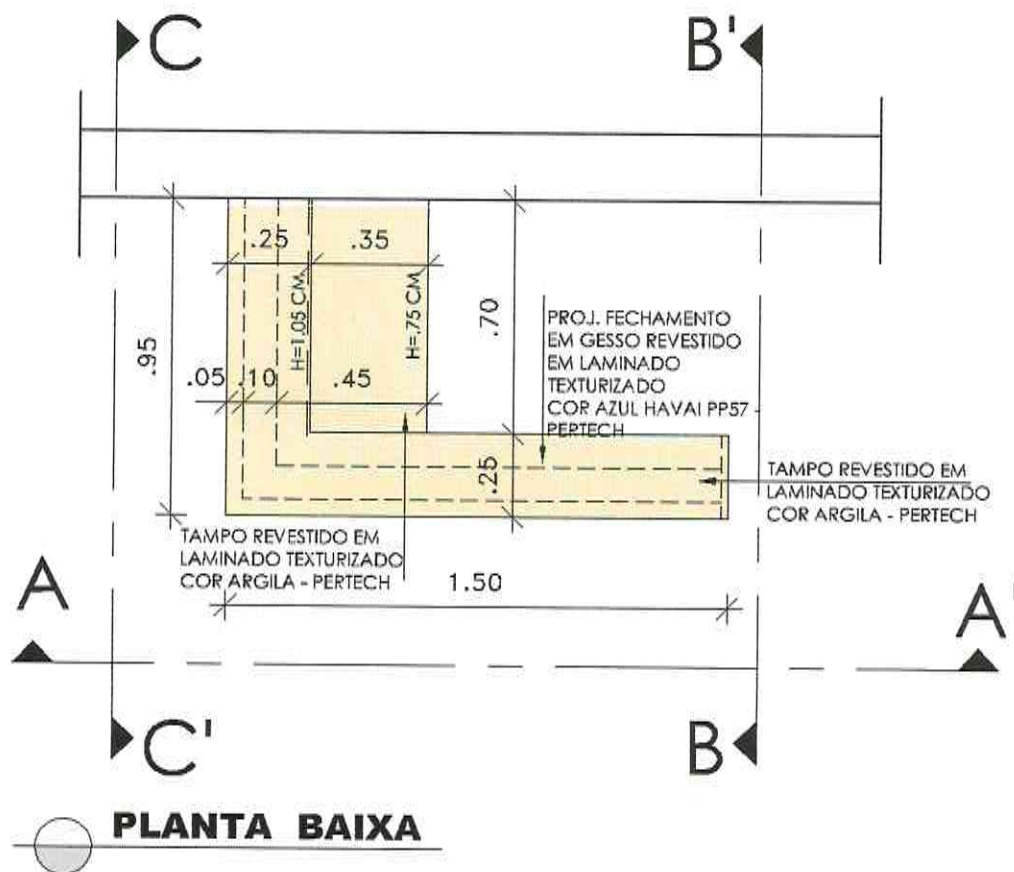 C
B'
.25
.35
H=1.05 CM
H=.75 CM
.70
.95
PROJ. FECHAMENTO
EM GESSO REVESTIDO
EM LAMINADO
TEXTURIZADO
COR AZUL HAVAI PP57 -
PERTECH
.05
.10
.45
.25
TAMPO REVESTIDO EM
LAMINADO TEXTURIZADO
COR ARGILA - PERTECH
TAMPO REVESTIDO EM
LAMINADO TEXTURIZADO
COR ARGILA - PERTECH
1.50
A
A'
C'
B
PLANTA BAIXA